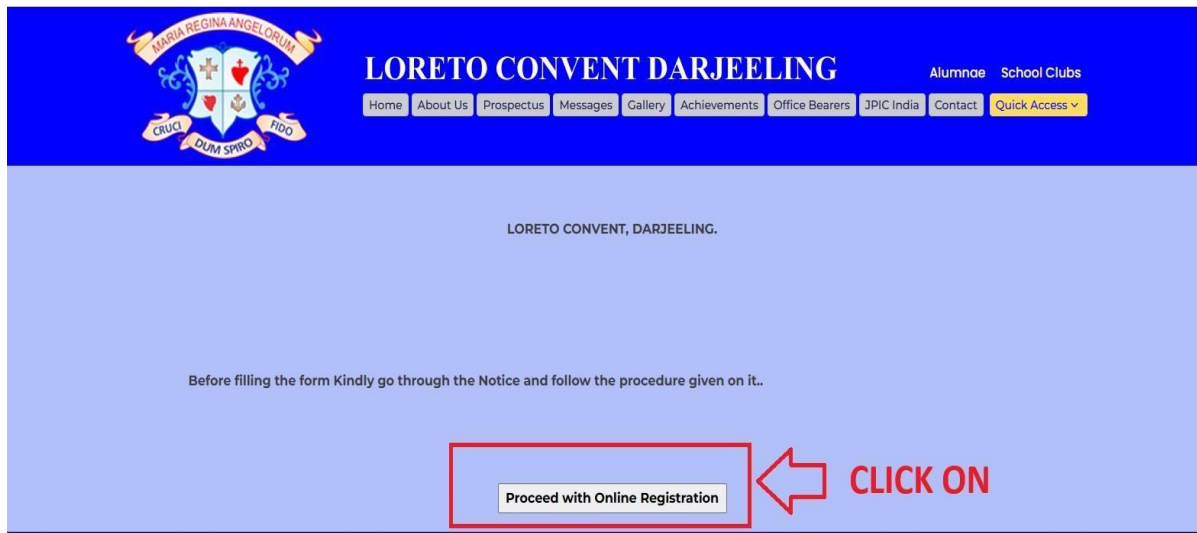 MARIA REGINA ANGELORUM
CRUCI DUM SPIRO FIDO
LORETO CONVENT DARJEELING
Alumnae School Clubs
Home About Us Prospectus Messages Gallery Achievements Office Bearers JPIC India Contact Quick Access
LORETO CONVENT, DARJEELING.
Before filling the form Kindly go through the Notice and follow the procedure given on it..
Proceed with Online Registration
CLICK ON